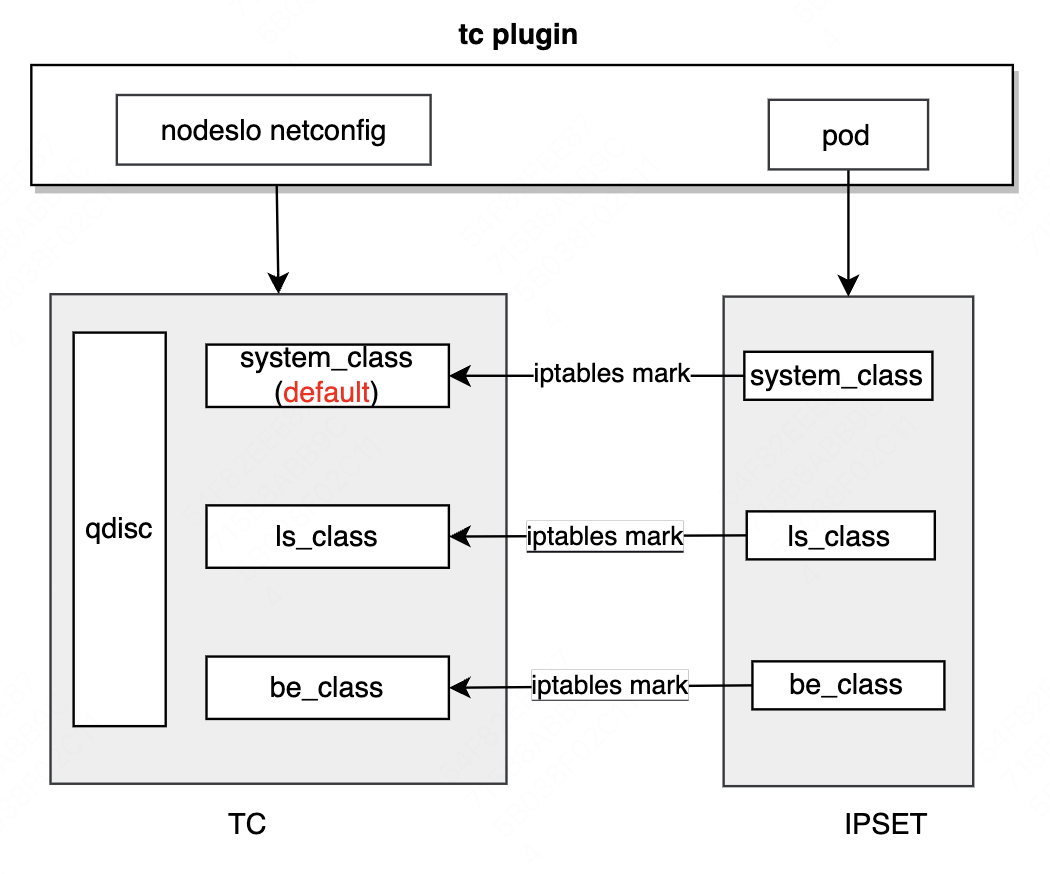 tc plugin
nodeslo netconfig
pod
system_class
(default)
iptables mark
system_class
qdisc
ls_class
iptables mark
ls_class
be_class
iptables mark
be_class
TC
IPSET